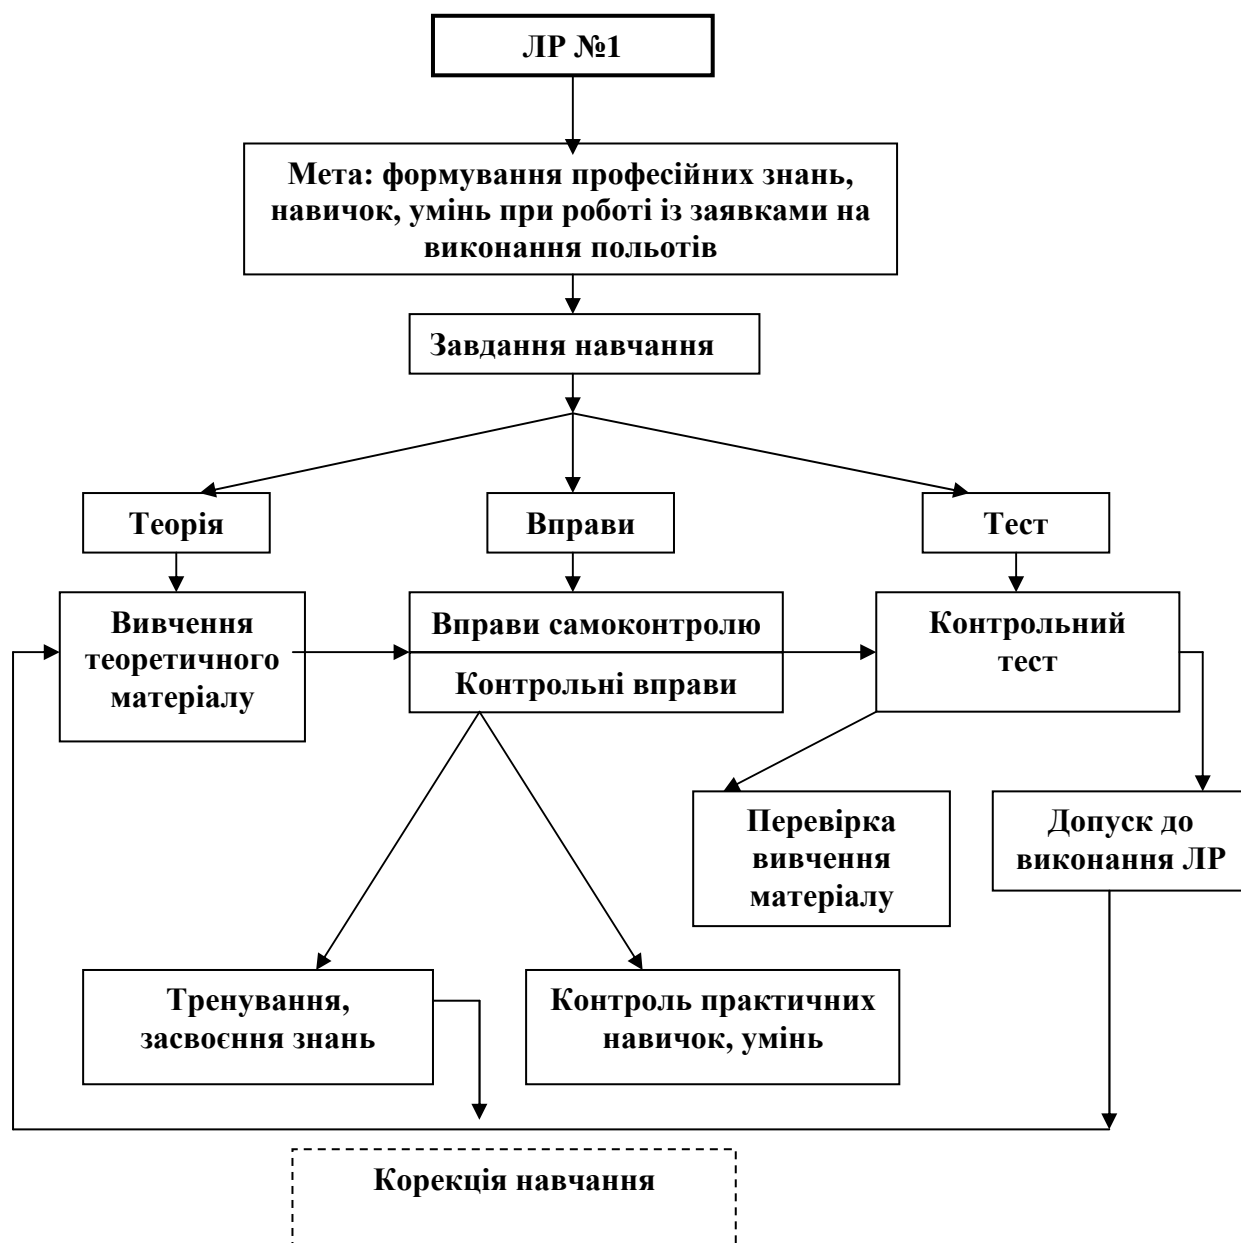 ЛР №1
Мета: формування професійних знань,
навичок, умінь при роботі із заявками на
виконання польотів
Завдання навчання
Теорія
Вправи
Тест
Вивчення
теоретичного
матеріалу
Вправи самоконтролю
Контрольні вправи
Контрольний
тест
Перевірка
вивчення
матеріалу
Допуск до
виконання ЛР
Тренування,
засвоєння знань
Контроль практичних
навичок, умінь
Корекція навчання